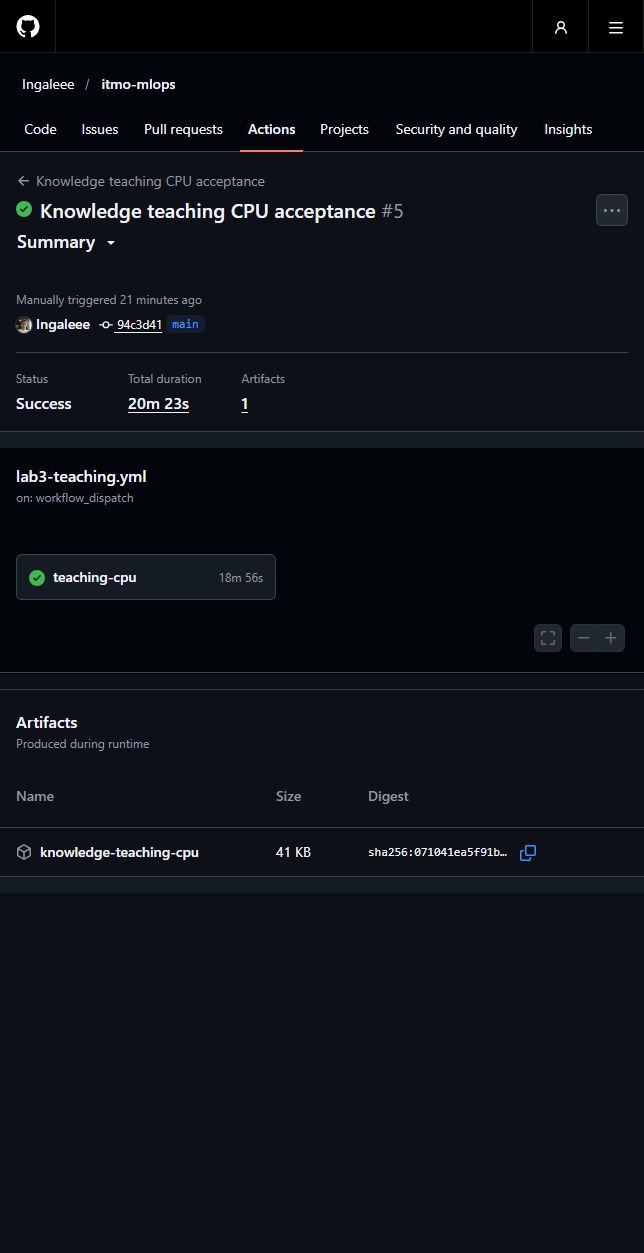 Ingaleee / itmo-mlops
Code Issues Pull requests Actions Projects Security and quality Insights
← Knowledge teaching CPU acceptance
Knowledge teaching CPU acceptance #5
Summary
Manually triggered 21 minutes ago
Ingaleee 94c3d41 main
Status Total duration Artifacts
Success 20m 23s 1
lab3-teaching.yml
on: workflow_dispatch
teaching-cpu 18m 56s
Artifacts
Produced during runtime
Name Size Digest
knowledge-teaching-cpu 41 KB sha256:071041ea5f91b…